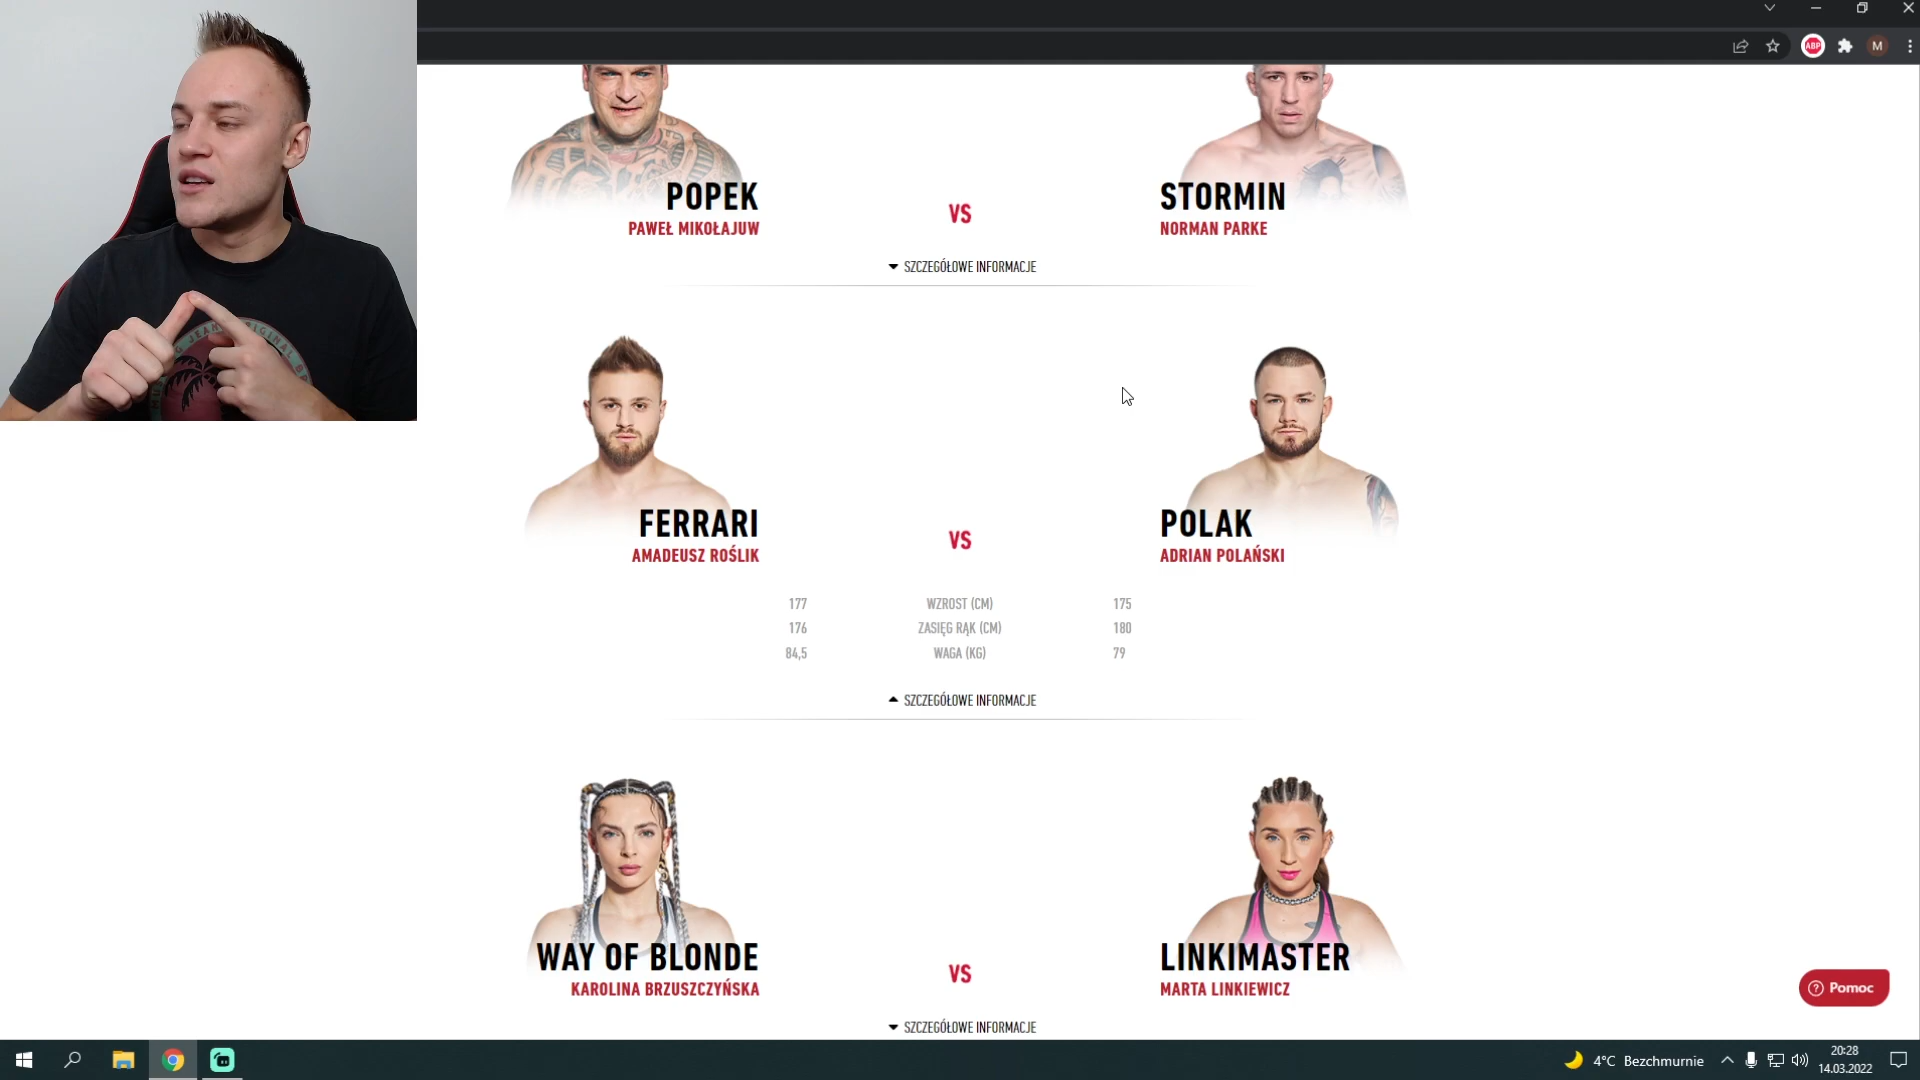 ABP
M
POPEK
PAWEŁ MIKOŁAJUW
VS
STORMIN
NORMAN PARKE
SZCZEGÓŁOWE INFORMACJE
FERRARI
AMADEUSZ ROŚLIK
VS
POLAK
ADRIAN POLAŃSKI
177 WZROST (CM) 175
176 ZASIĘG RĄK (CM) 180
84,5 WAGA (KG) 79
SZCZEGÓŁOWE INFORMACJE
WAY OF BLONDE
KAROLINA BRZUSZCZYŃSKA
VS
LINKIMASTER
MARTA LINKIEWICZ
SZCZEGÓŁOWE INFORMACJE
Pomoc
4°C Bezchmurnie
20:28
14.03.2022